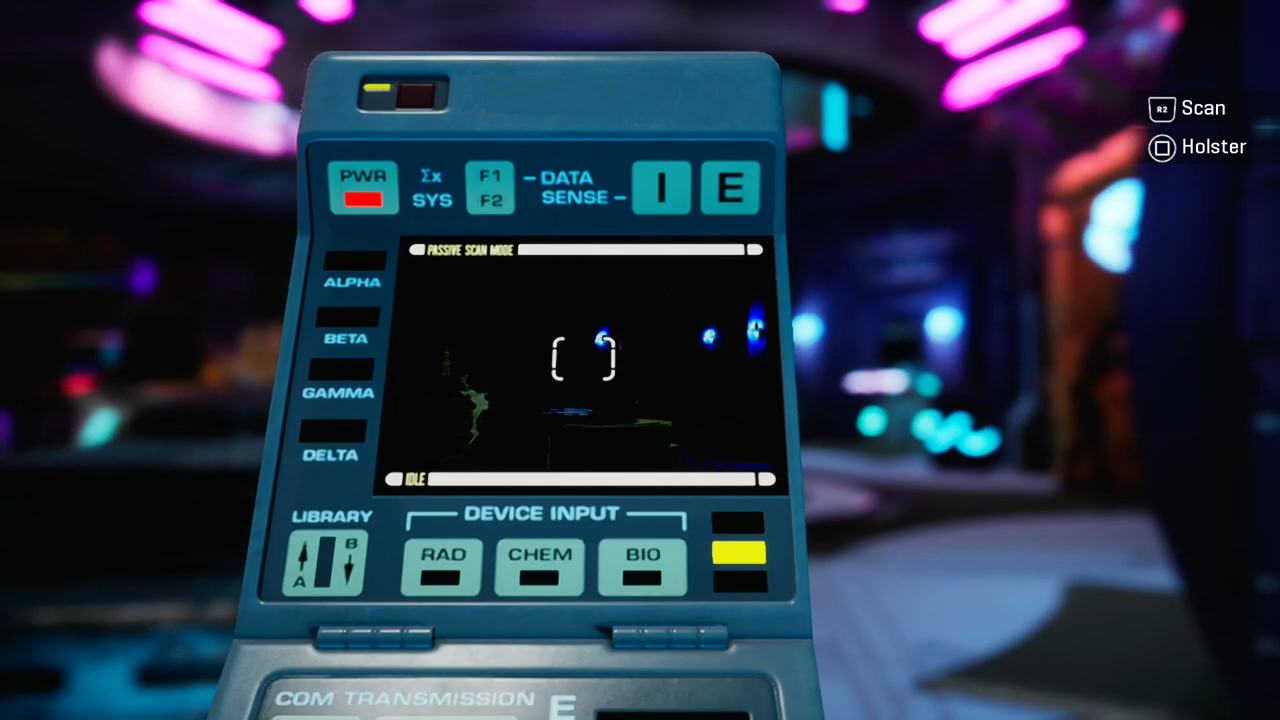 R2 Scan
Holster
PWR
Σx
SYS
F1
F2
– DATA
SENSE –
I
E
PASSIVE SCAN MODE
ALPHA
BETA
GAMMA
DELTA
IDLE
LIBRARY
A
B
DEVICE INPUT
RAD
CHEM
BIO
COM TRANSMISSION
E